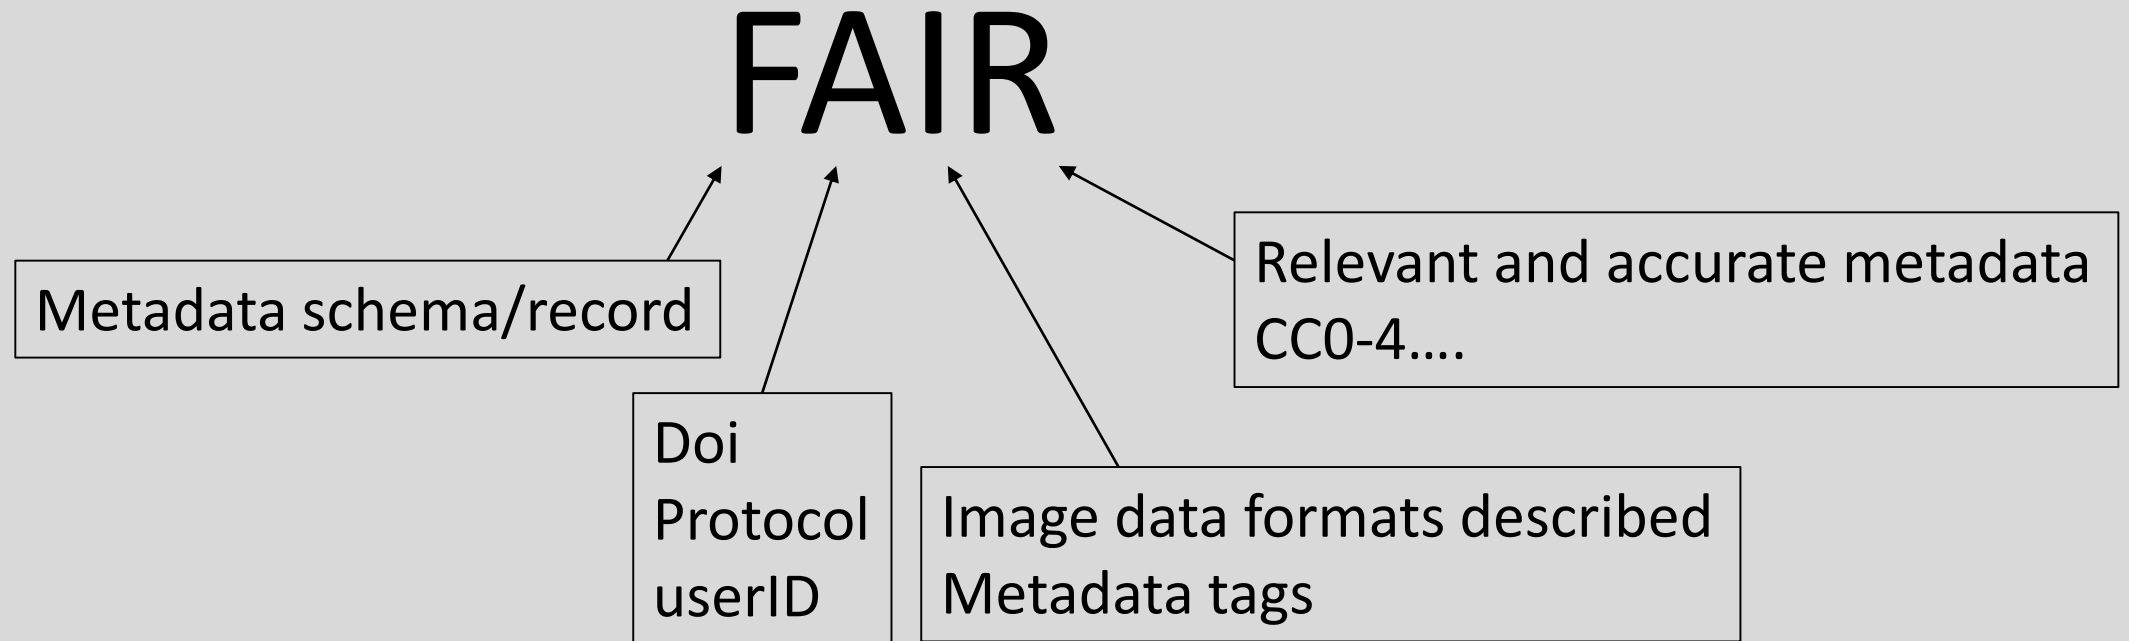 FAIR
Metadata schema/record
Doi
Protocol
userID
Image data formats described
Metadata tags
Relevant and accurate metadata
CC0-4....